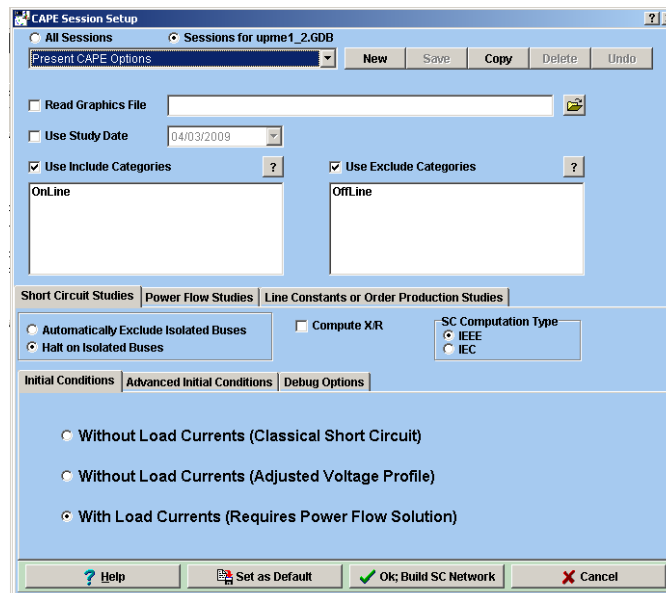 CAPE Session Setup
All Sessions Sessions for upme1_2.GDB
Present CAPE Options New Save Copy Delete Undo
Read Graphics File
Use Study Date 04/03/2009
Use Include Categories ? Use Exclude Categories ?
OnLine OffLine
Short Circuit Studies Power Flow Studies Line Constants or Order Production Studies
Automatically Exclude Isolated Buses Compute X/R SC Computation Type
Halt on Isolated Buses IEEE
IEC
Initial Conditions Advanced Initial Conditions Debug Options
Without Load Currents (Classical Short Circuit)
Without Load Currents (Adjusted Voltage Profile)
With Load Currents (Requires Power Flow Solution)
? Help Set as Default Ok; Build SC Network Cancel